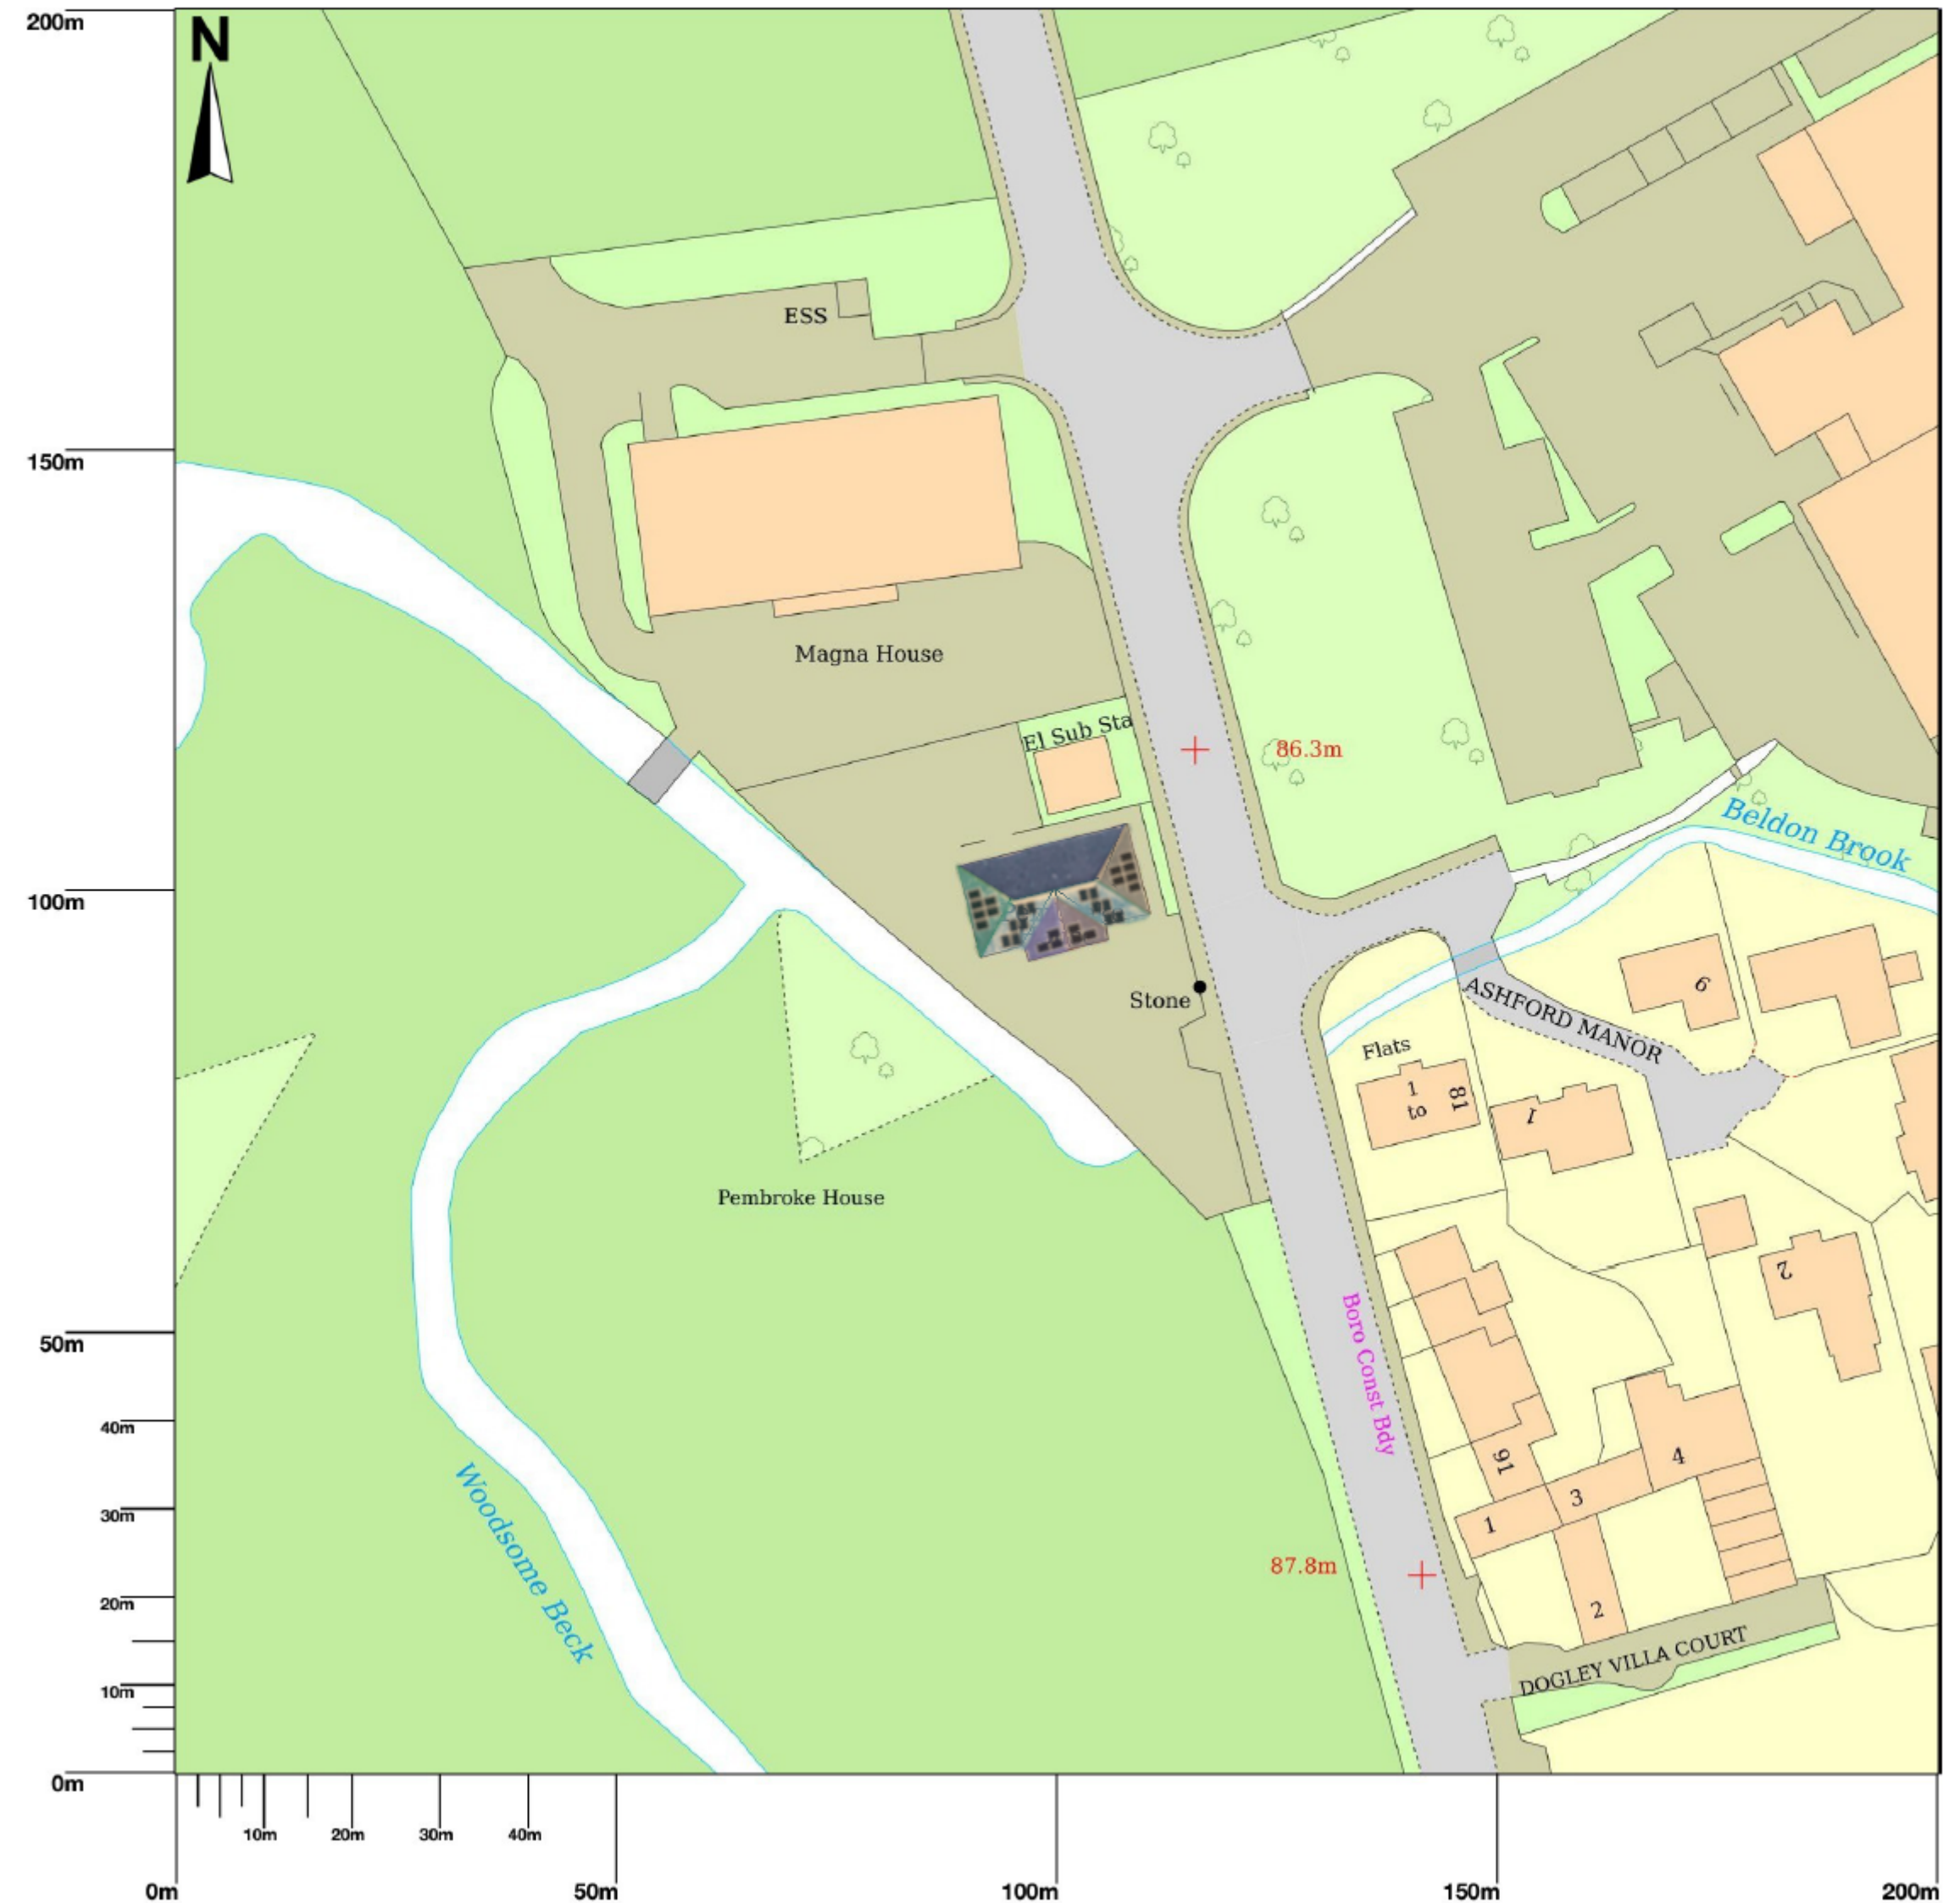 200m
N
ESS
150m
Magna House
El Sub Sta
86.3m
Beldon Brook
100m
Stone
ASHFORD MANOR
6
Flats
1
to
81
1
Pembroke House
2
50m
Boro Const Bdy
40m
91
4
3
30m
1
Woodsome Beck
87.8m
20m
2
DOGLEY VILLA COURT
10m
0m
10m
20m
30m
40m
0m
50m
100m
150m
200m